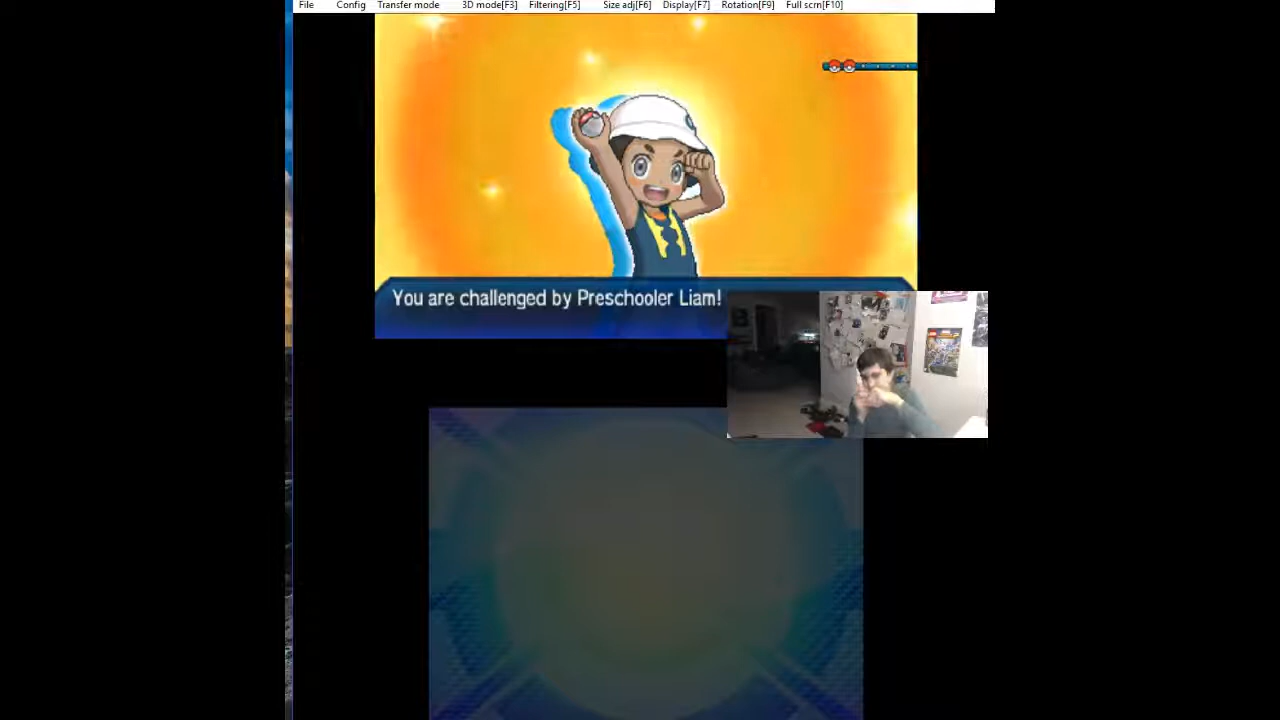 File Config Transfer mode 3D mode[F3] Filtering[F5] Size adj[F6] Display[F7] Rotation[F9] Full scrn[F10]
You are challenged by Preschooler Liam!